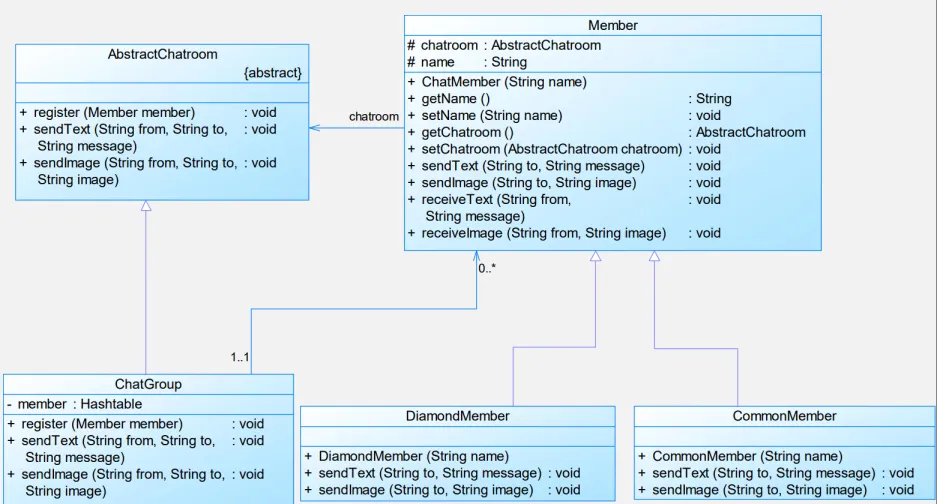 AbstractChatroom
{abstract}
+ register (Member member) : void
+ sendText (String from, String to, : void
String message)
+ sendImage (String from, String to, : void
String image)
chatroom
Member
# chatroom : AbstractChatroom
# name : String
+ ChatMember (String name)
+ getName () : String
+ setName (String name) : void
+ getChatroom () : AbstractChatroom
+ setChatroom (AbstractChatroom chatroom) : void
+ sendText (String to, String message) : void
+ sendImage (String to, String image) : void
+ receiveText (String from, : void
String message)
+ receiveImage (String from, String image) : void
0..*
1..1
ChatGroup
- member : Hashtable
+ register (Member member) : void
+ sendText (String from, String to, : void
String message)
+ sendImage (String from, String to, : void
String image)
DiamondMember
+ DiamondMember (String name)
+ sendText (String to, String message) : void
+ sendImage (String to, String image) : void
CommonMember
+ CommonMember (String name)
+ sendText (String to, String message) : void
+ sendImage (String to, String image) : void